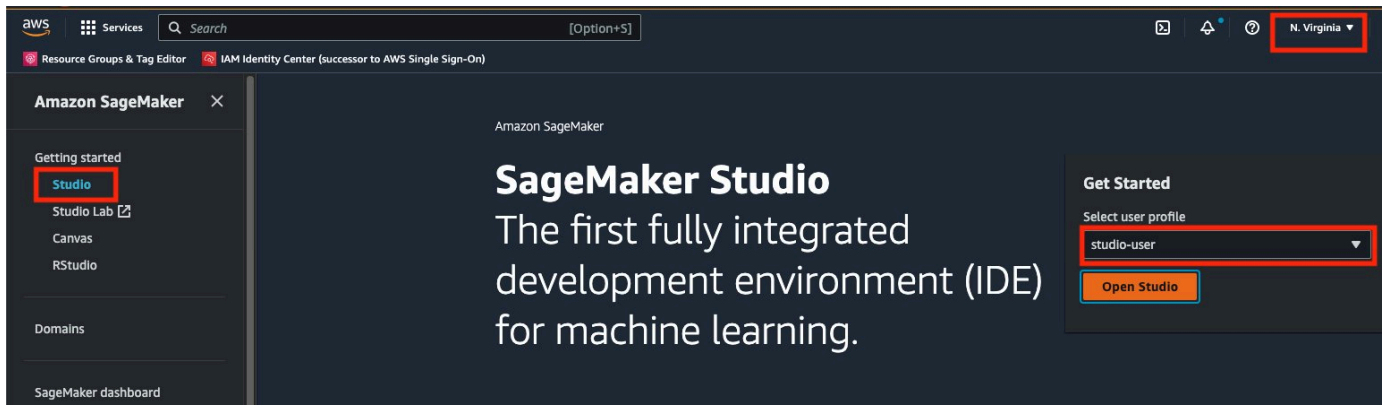 aws
Services
Search
[Option+S]
N. Virginia
Resource Groups & Tag Editor
IAM Identity Center (successor to AWS Single Sign-On)
Amazon SageMaker
Getting started
Studio
Studio Lab
Canvas
RStudio
Domains
SageMaker dashboard
Amazon SageMaker
SageMaker Studio
The first fully integrated
development environment (IDE)
for machine learning.
Get Started
Select user profile
studio-user
Open Studio